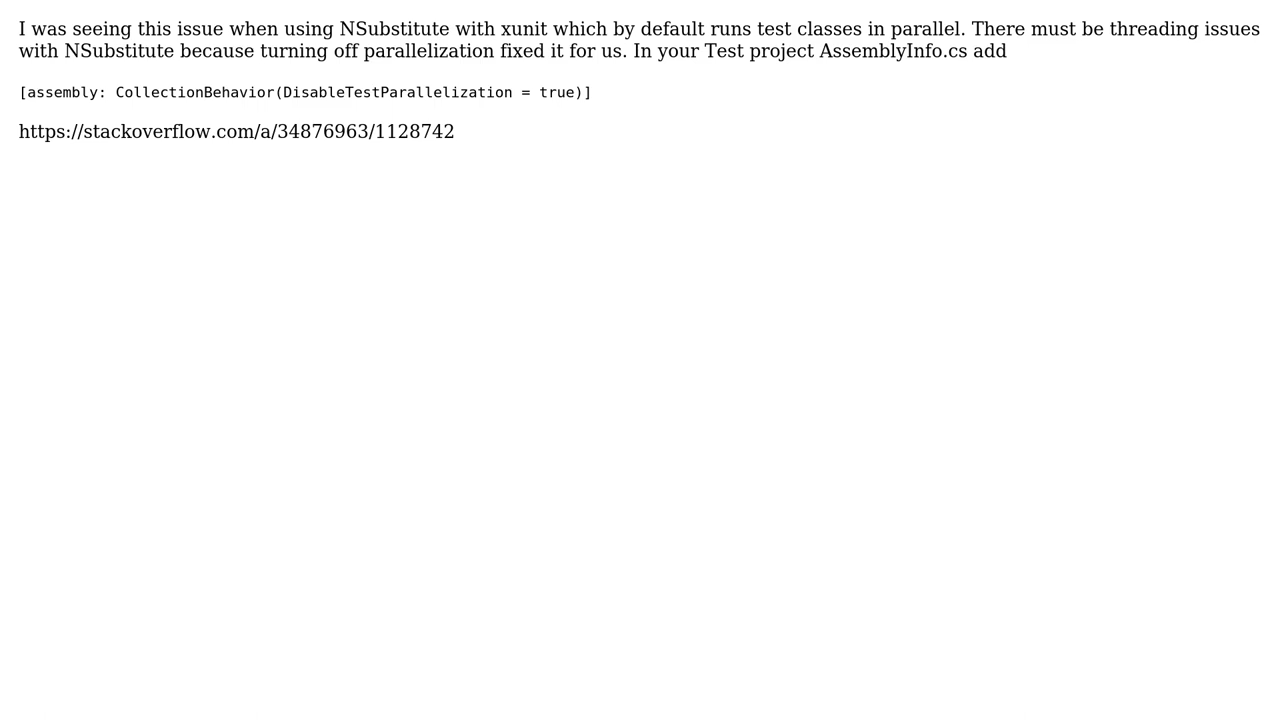 I was seeing this issue when using NSubstitute with xunit which by default runs test classes in parallel. There must be threading issues
with NSubstitute because turning off parallelization fixed it for us. In your Test project AssemblyInfo.cs add
[assembly: CollectionBehavior(DisableTestParallelization = true)]
https://stackoverflow.com/a/34876963/1128742